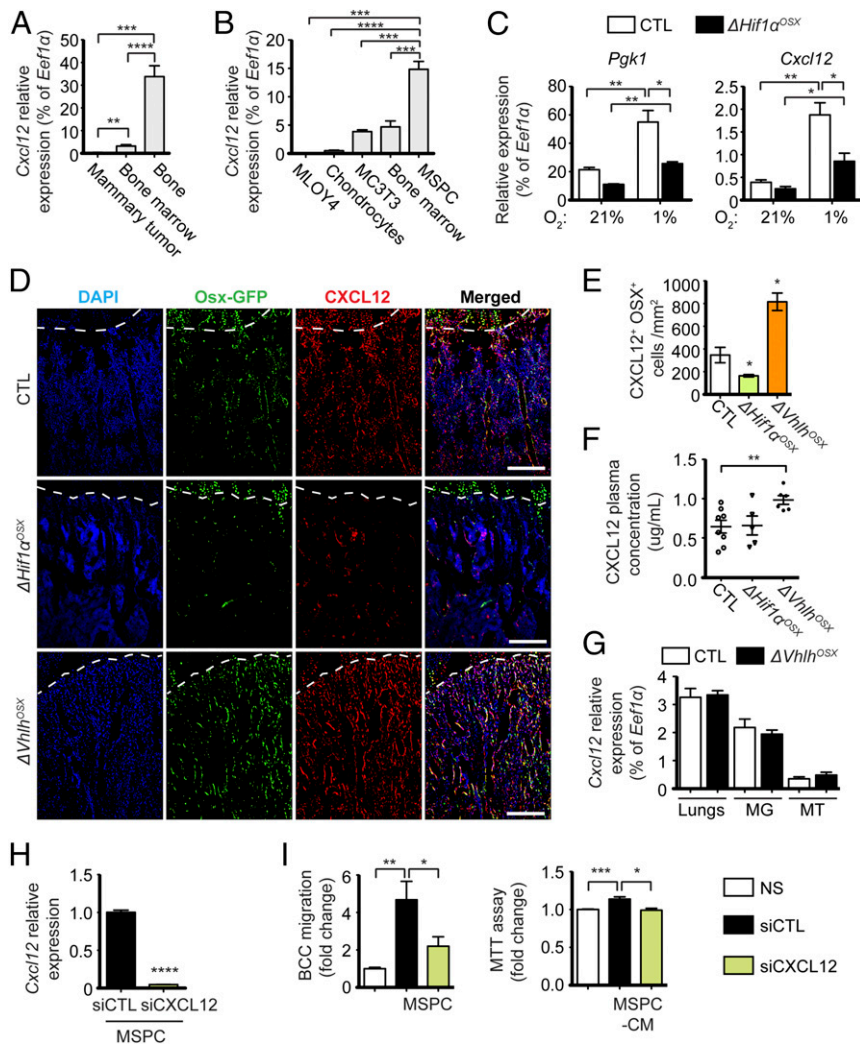 A
Cxcl12 relative
expression (% of Eef1α)
50
40
30
20
10
0
***
****
**
Mammary tumor
Bone marrow
Bone
B
Cxcl12 relative
expression (% of Eef1α)
20
15
10
5
0
***
****
***
***
MLOY4
Chondrocytes
MC3T3
Bone marrow
MSPC
C
CTL
ΔHif1α^OSX
Relative expression
(% of Eef1α)
Pgk1
80
60
40
20
0
**
*
**
O₂: 21% 1%
Cxcl12
2.5
2.0
1.5
1.0
0.5
0.0
**
*
*
O₂: 21% 1%
D
DAPI Osx-GFP CXCL12 Merged
CTL
ΔHif1α^OSX
ΔVhlh^OSX
E
CXCL12⁺ OSX⁺
cells /mm²
1000
800
600
400
200
0
*
*
CTL
ΔHif1α^OSX
ΔVhlh^OSX
F
CXCL12 plasma
concentration
(ug/mL)
1.5
1.0
0.5
0.0
**
CTL
ΔHif1α^OSX
ΔVhlh^OSX
G
CTL
ΔVhlh^OSX
Cxcl12 relative
expression
(% of Eef1α)
4
3
2
1
0
Lungs MG MT
H
Cxcl12 relative
expression
1.5
1.0
0.5
0.0
****
siCTL siCXCL12
MSPC
I
BCC migration
(fold change)
6
4
2
0
** *
MSPC
MTT assay
(fold change)
1.5
1.0
0.5
0.0
*** *
MSPC
-CM
NS
siCTL
siCXCL12